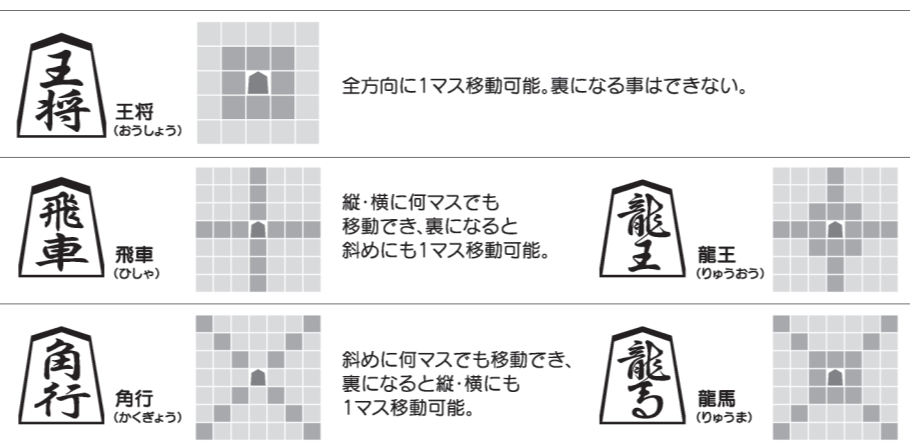 王将
王将
(おうしょう)
全方向に1マス移動可能。裏になる事はできない。
飛車
飛車
(ひしゃ)
縦・横に何マスでも
移動でき、裏になると
斜めにも1マス移動可能。
龍王
龍王
(りゅうおう)
角行
角行
(かくぎょう)
斜めに何マスでも移動でき、
裏になると縦・横にも
1マス移動可能。
龍馬
龍馬
(りゅうま)